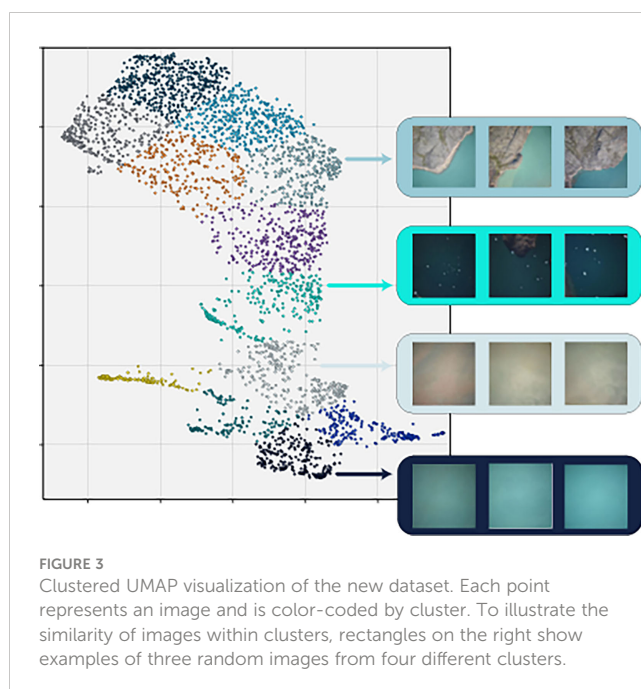 FIGURE 3
Clustered UMAP visualization of the new dataset. Each point
represents an image and is color-coded by cluster. To illustrate the
similarity of images within clusters, rectangles on the right show
examples of three random images from four different clusters.